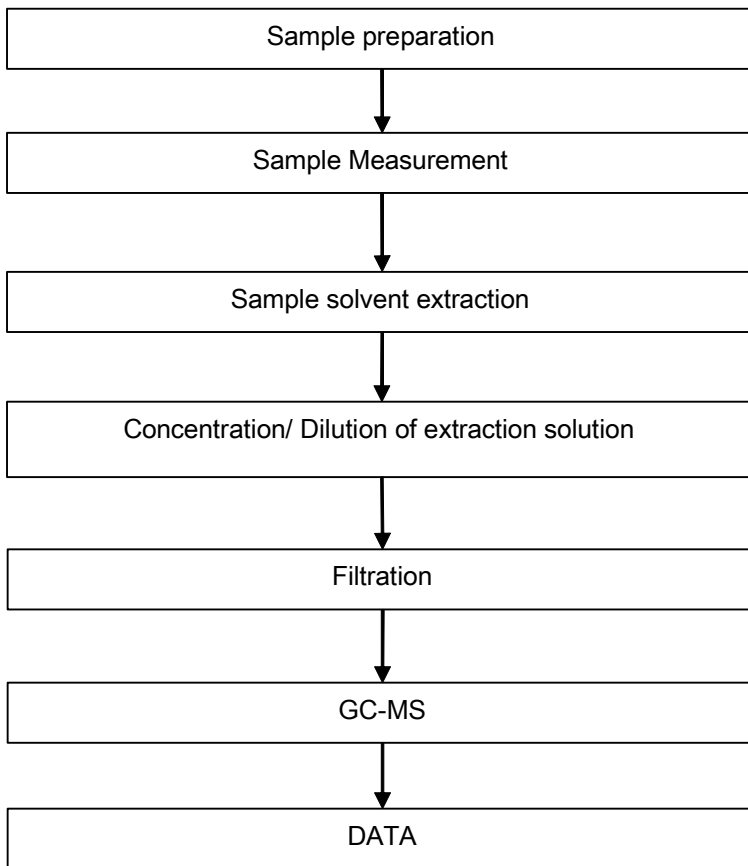 Sample preparation
Sample Measurement
Sample solvent extraction
Concentration/ Dilution of extraction solution
Filtration
GC-MS
DATA